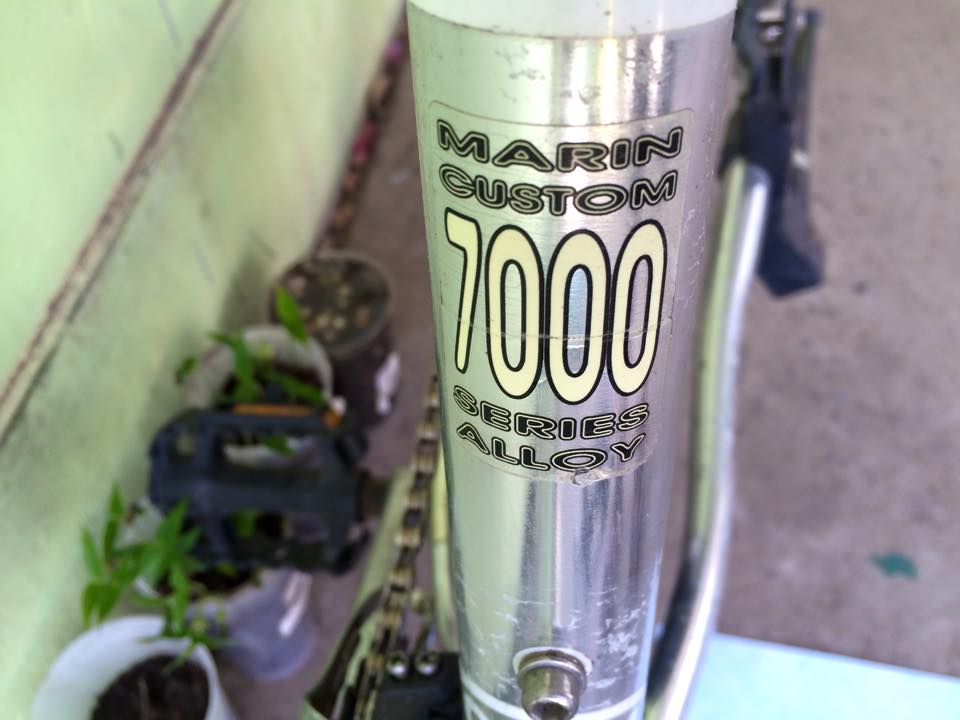 MARIN
CUSTOM
7000
SERIES
ALLOY